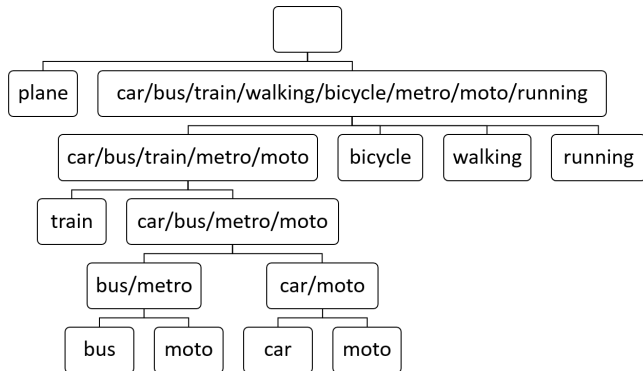 plane
car/bus/train/walking/bicycle/metro/moto/running
car/bus/train/metro/moto
bicycle
walking
running
train
car/bus/metro/moto
bus/metro
car/moto
bus
moto
car
moto